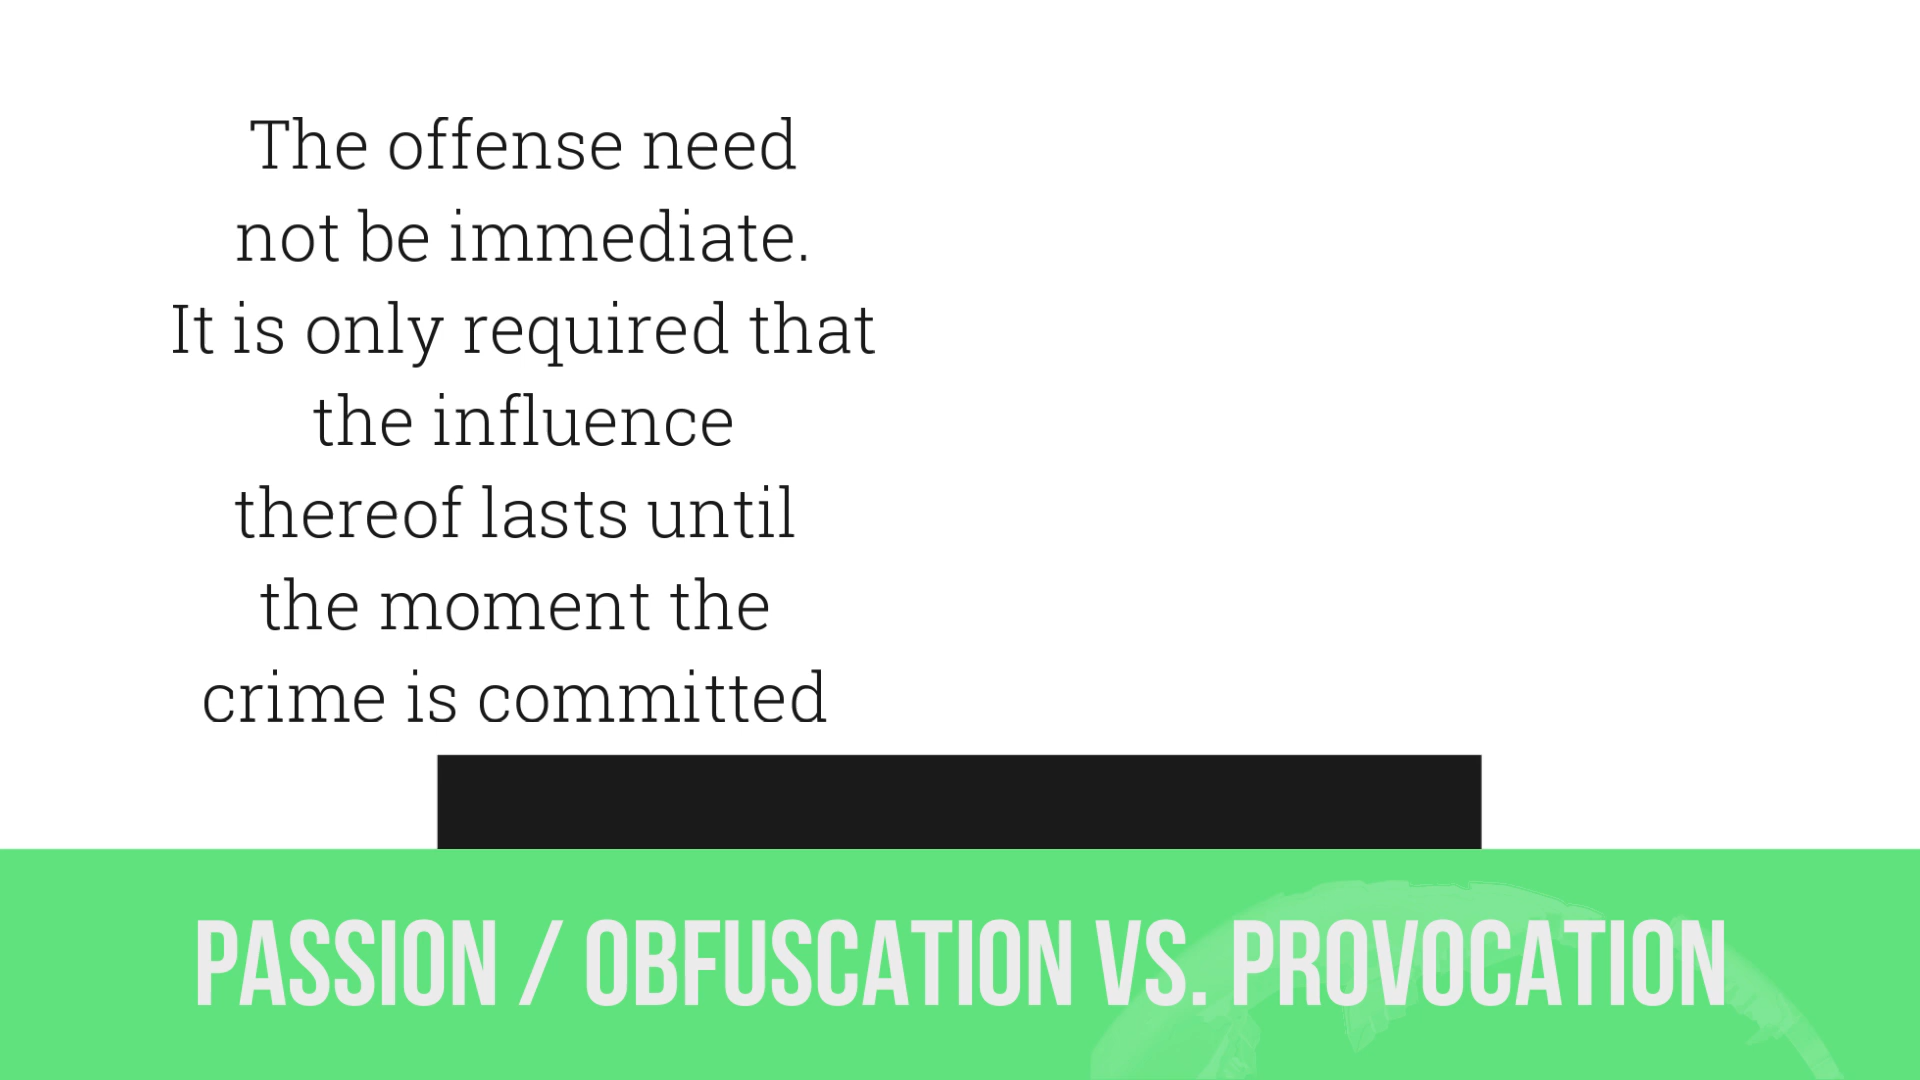 The offense need
not be immediate.
It is only required that
the influence
thereof lasts until
the moment the
crime is committed
PASSION / OBFUSCATION VS. PROVOCATION